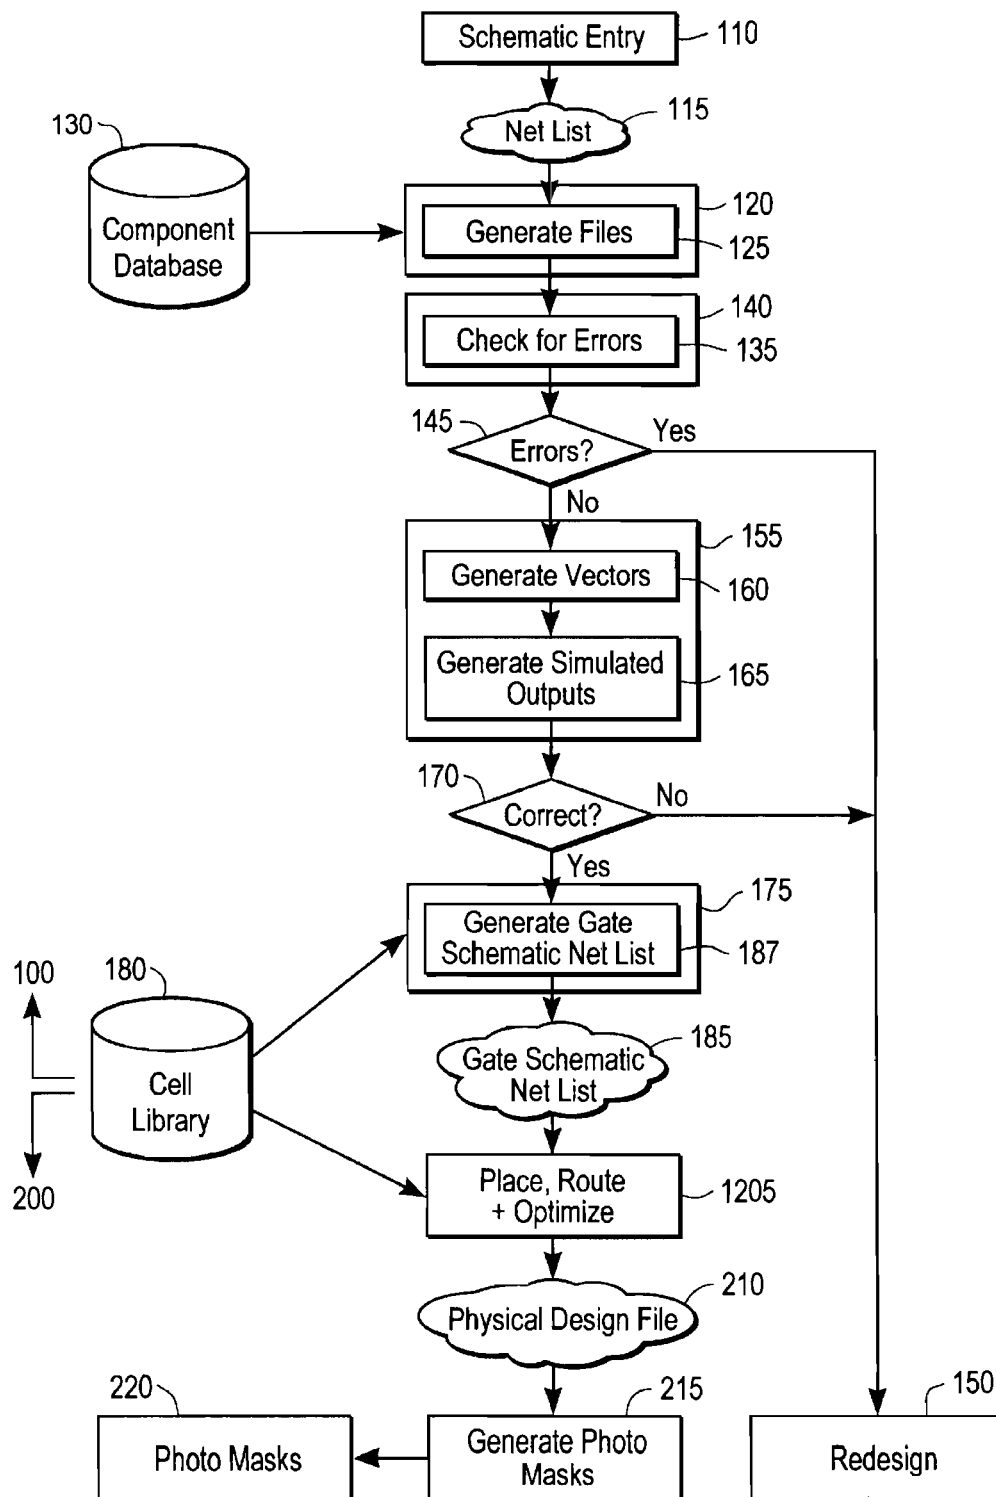 Schematic Entry
110
Net List
115
130
Component
Database
120
Generate Files
125
140
Check for Errors
135
145
Errors?
Yes
No
155
Generate Vectors
160
Generate Simulated
Outputs
165
170
Correct?
No
Yes
175
Generate Gate
Schematic Net List
187
100
180
Cell
Library
200
185
Gate Schematic
Net List
Place, Route
+ Optimize
1205
210
Physical Design File
220
Photo Masks
215
Generate Photo
Masks
150
Redesign